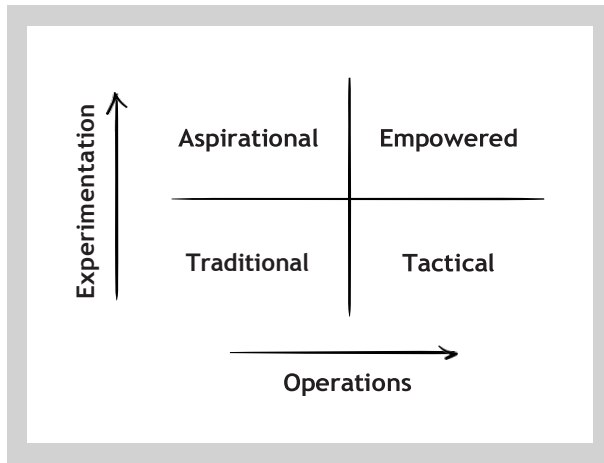 Experimentation
Aspirational
Empowered
Traditional
Tactical
Operations